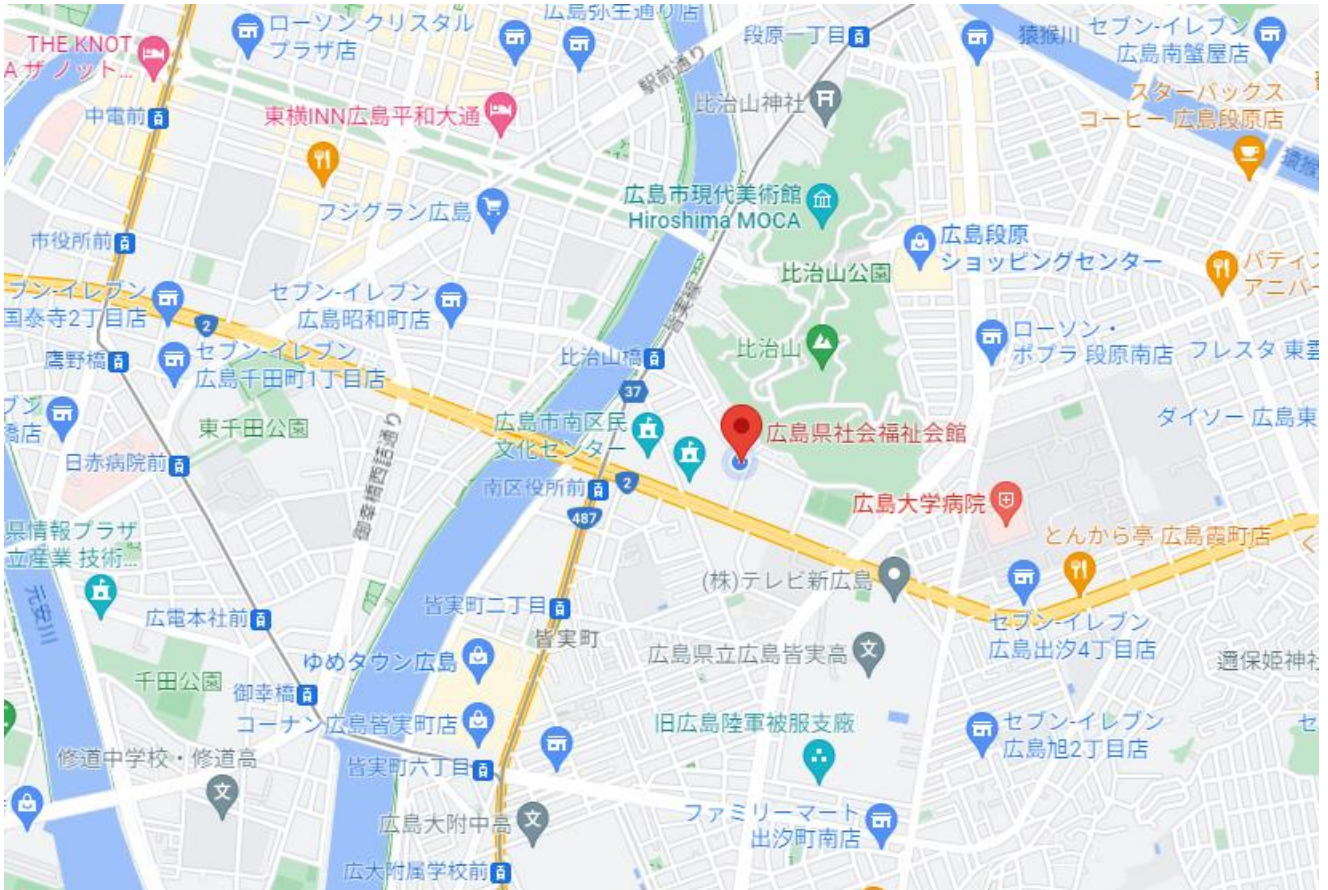 ローソン クリスタル
プラザ店
広島弥生通り店
段原一丁目
猿猴川
セブン-イレブン
広島南蟹屋店
THE KNOT
A ザ ノット...
駅前通り
比治山神社
スターバックス
コーヒー 広島段原店
中電前
東横INN広島平和大通
猿猴
広島市現代美術館
Hiroshima MOCA
フジグラン広島
市役所前
広島段原
ショッピングセンター
比治山公園
パティス
アニバー
ブン-イレブン
国泰寺2丁目店
セブン-イレブン
広島昭和町店
皆実線
2
ローソン・
ポプラ 段原南店
フレスタ 東雲
鷹野橋
セブン-イレブン
広島千田町1丁目店
比治山橋
比治山
37
ブン
橋店
東千田公園
御幸橋西詰通り
広島市南区民
文化センター
広島県社会福祉会館
ダイソー 広島東
日赤病院前
南区役所前
2
487
広島大学病院
県情報プラザ
立産業 技術...
とんから亭 広島霞町店
く
(株)テレビ新広島
元安川
広電本社前
皆実町二丁目
皆実町
セブン-イレブン
広島出汐4丁目店
ゆめタウン広島
広島県立広島皆実高
邇保姫神社
千田公園
御幸橋
コーナン広島皆実町店
旧広島陸軍被服支廠
セブン-イレブン
広島旭2丁目店
セ
修道中学校・修道高
皆実町六丁目
広島大附中高
ファミリーマート
出汐町南店
広大附属学校前